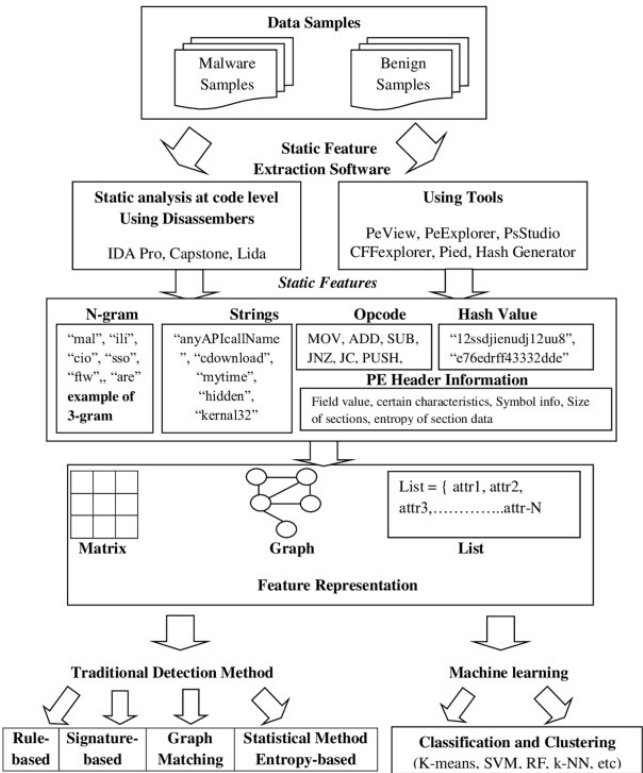 Data Samples
Malware
Samples
Benign
Samples
Static Feature
Extraction Software
Static analysis at code level
Using Disassembers
IDA Pro, Capstone, Lida
Using Tools
PeView, PeExplorer, PsStudio
CFFexplorer, Pied, Hash Generator
Static Features
N-gram
“mal”, “ili”,
“cio”, “sso”,
“ftw”,, “are”
example of
3-gram
Strings
“anyAPIcallName
”, “cdownload”,
“mytime”,
“hidden”,
“kernal32”
Opcode
MOV, ADD, SUB,
JNZ, JC, PUSH,
Hash Value
“12ssdjienudj12uu8”,
“e76edrff43332dde”
PE Header Information
Field value, certain characteristics, Symbol info, Size
of sections, entropy of section data
Matrix
Graph
List = { attr1, attr2,
attr3,…………..attr-N
List
Feature Representation
Traditional Detection Method
Machine learning
Rule-
based
Signature-
based
Graph
Matching
Statistical Method
Entropy-based
Classification and Clustering
(K-means, SVM, RF, k-NN, etc)